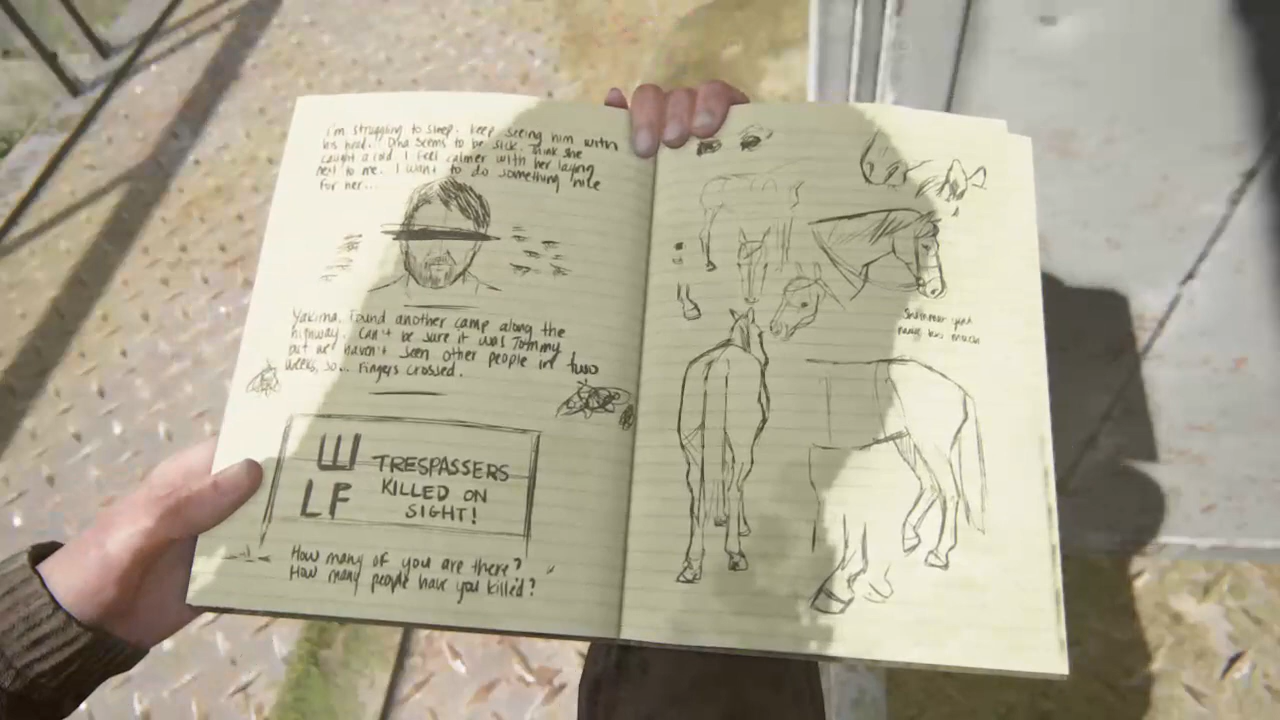 I'm struggling to sleep. Keep seeing him with
his head. Dina seems to be sick. Think she
caught a cold. I feel calmer with her laying
next to me. I want to do something nice
for her...
Yakima. Found another camp along the
highway. Can't be sure it was Tommy
but we haven't seen other people in two
weeks, so... Fingers crossed.
W
LF
TRESPASSERS
KILLED ON
SIGHT!
How many of you are there?
How many people have you killed?